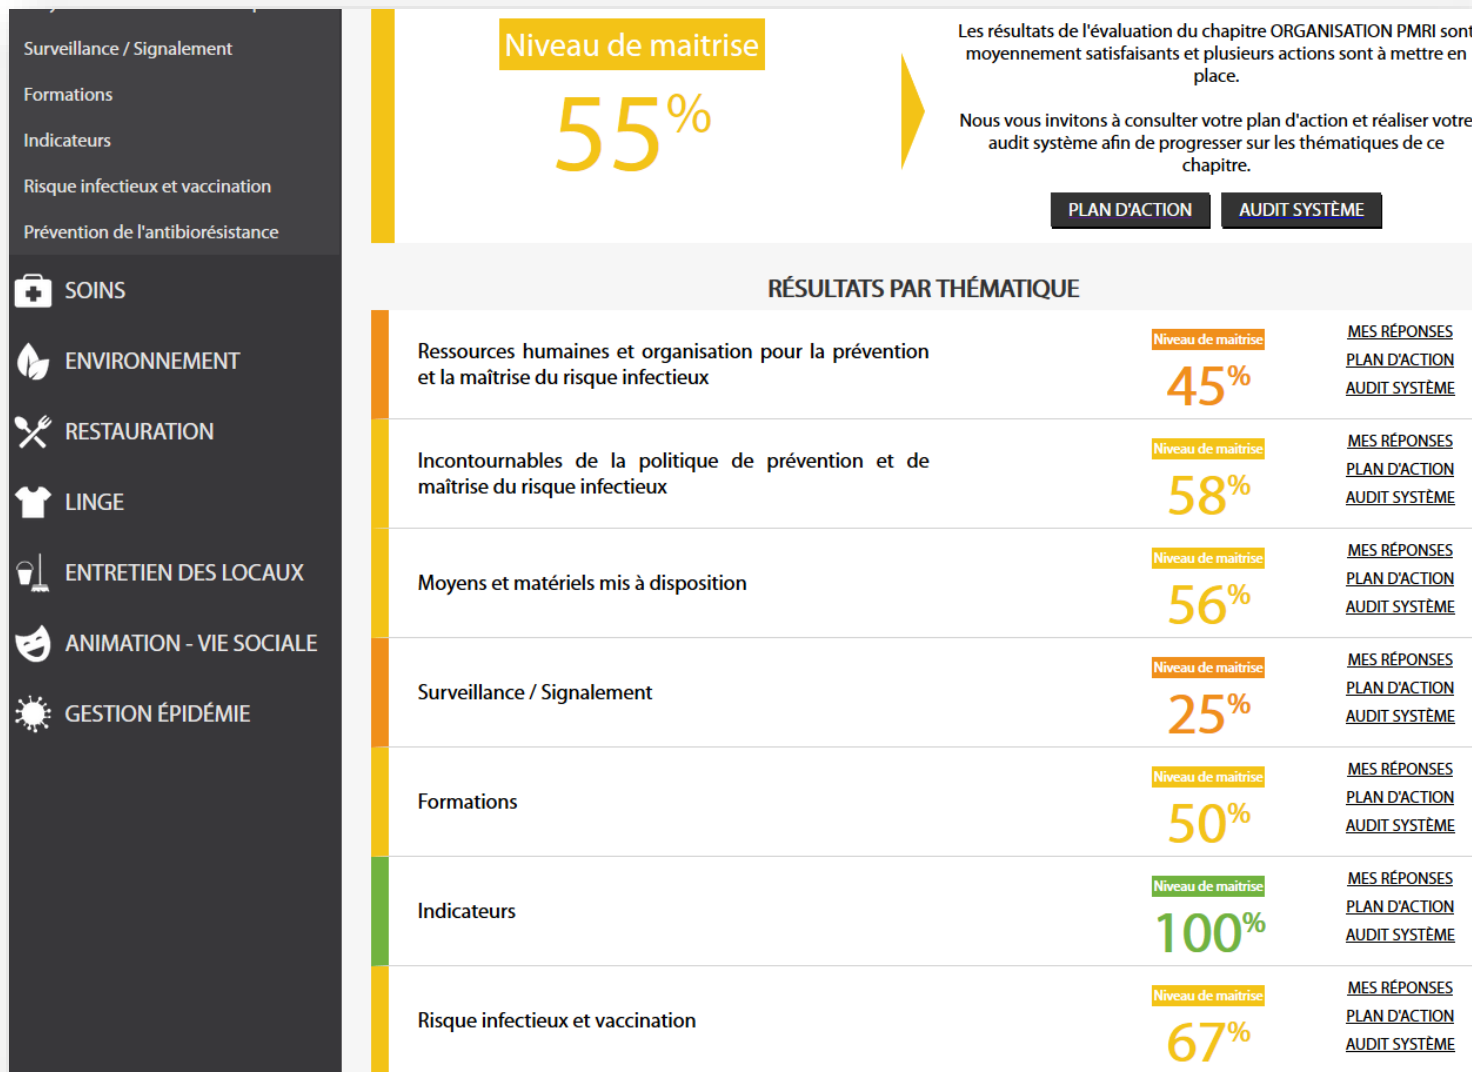 Surveillance / Signalement
Formations
Indicateurs
Risque infectieux et vaccination
Prévention de l'antibiorésistance
SOINS
ENVIRONNEMENT
RESTAURATION
LINGE
ENTRETIEN DES LOCAUX
ANIMATION - VIE SOCIALE
GESTION ÉPIDÉMIE
Niveau de maitrise
55%
Les résultats de l'évaluation du chapitre ORGANISATION PMRI sont
moyennement satisfaisants et plusieurs actions sont à mettre en
place.
Nous vous invitons à consulter votre plan d'action et réaliser votre
audit système afin de progresser sur les thématiques de ce
chapitre.
PLAN D'ACTION
AUDIT SYSTÈME
RÉSULTATS PAR THÉMATIQUE
Ressources humaines et organisation pour la prévention
et la maîtrise du risque infectieux
Niveau de maitrise
45%
MES RÉPONSES
PLAN D'ACTION
AUDIT SYSTÈME
Incontournables de la politique de prévention et de
maîtrise du risque infectieux
Niveau de maitrise
58%
MES RÉPONSES
PLAN D'ACTION
AUDIT SYSTÈME
Moyens et matériels mis à disposition
Niveau de maitrise
56%
MES RÉPONSES
PLAN D'ACTION
AUDIT SYSTÈME
Surveillance / Signalement
Niveau de maitrise
25%
MES RÉPONSES
PLAN D'ACTION
AUDIT SYSTÈME
Formations
Niveau de maitrise
50%
MES RÉPONSES
PLAN D'ACTION
AUDIT SYSTÈME
Indicateurs
Niveau de maitrise
100%
MES RÉPONSES
PLAN D'ACTION
AUDIT SYSTÈME
Risque infectieux et vaccination
Niveau de maitrise
67%
MES RÉPONSES
PLAN D'ACTION
AUDIT SYSTÈME